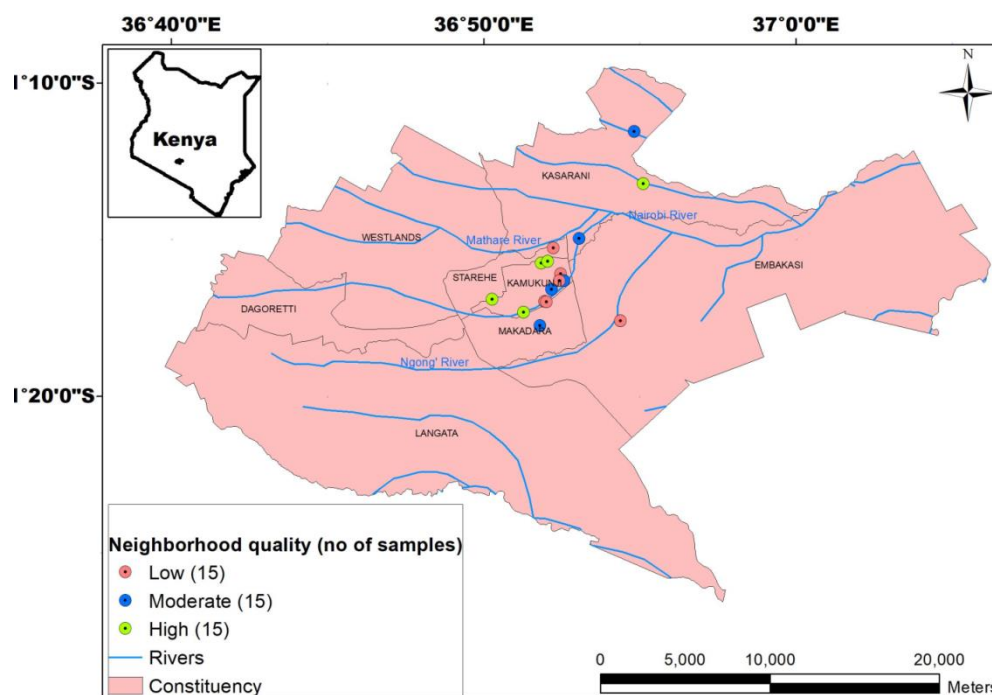 36°40'0"E 36°50'0"E 37°0'0"E
N
1°10'0"S
Kenya
KASARANI
Nairobi River
WESTLANDS
Mathare River
STAREHE
EMBAKASI
KAMUKUNJI
DAGORETTI
MAKADARA
Ngong' River
1°20'0"S
LANGATA
Neighborhood quality (no of samples)
Low (15)
Moderate (15)
High (15)
Rivers
Constituency
0 5,000 10,000 20,000
Meters